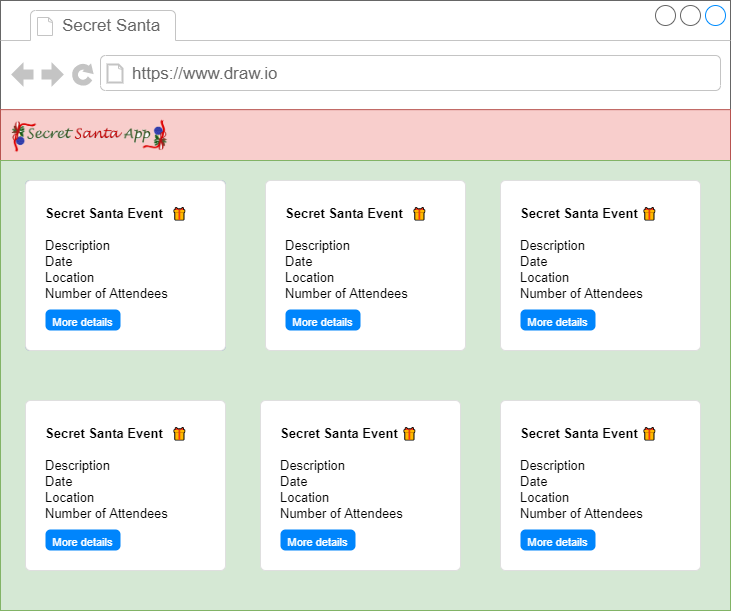 Secret Santa
https://www.draw.io
Secret Santa App
Secret Santa Event
Description
Date
Location
Number of Attendees
More details
Secret Santa Event
Description
Date
Location
Number of Attendees
More details
Secret Santa Event
Description
Date
Location
Number of Attendees
More details
Secret Santa Event
Description
Date
Location
Number of Attendees
More details
Secret Santa Event
Description
Date
Location
Number of Attendees
More details
Secret Santa Event
Description
Date
Location
Number of Attendees
More details